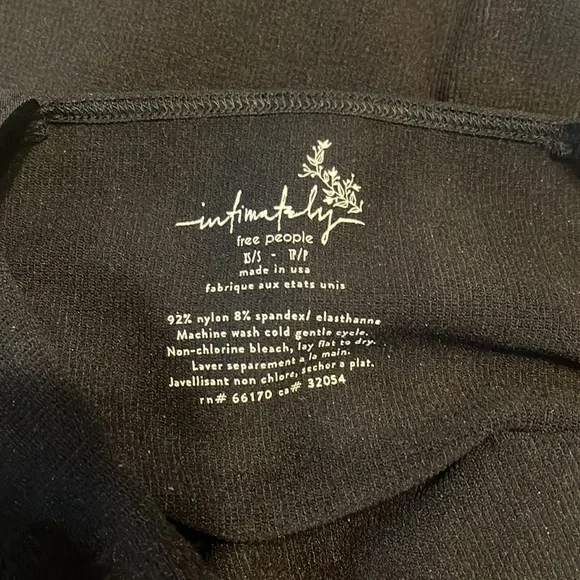 intimately
free people
XS/S - TP/P
made in usa
fabrique aux etats unis
92% nylon 8% spandex/ elasthanne
Machine wash cold gentle cycle.
Non-chlorine bleach, lay flat to dry.
Laver separement a la main.
Javellisant non chlore, sechor a plat.
rn# 66170 ca# 32054